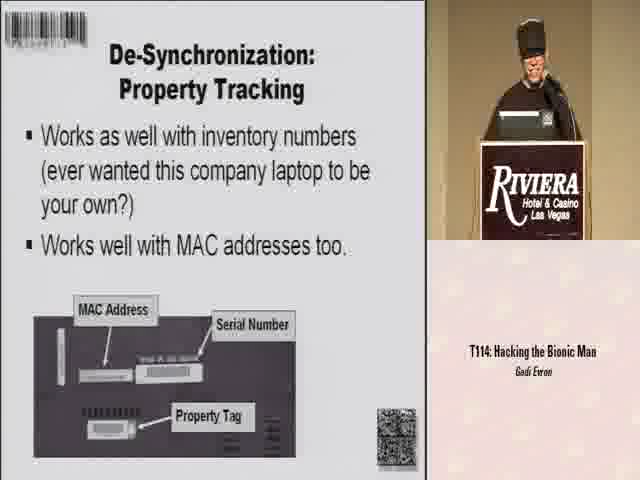 De-Synchronization:
Property Tracking
Works as well with inventory numbers
(ever wanted this company laptop to be
your own?)
Works well with MAC addresses too.
MAC Address
Serial Number
Property Tag
RIVIERA
Hotel & Casino
Las Vegas
T114: Hacking the Bionic Man
Gadi Evron